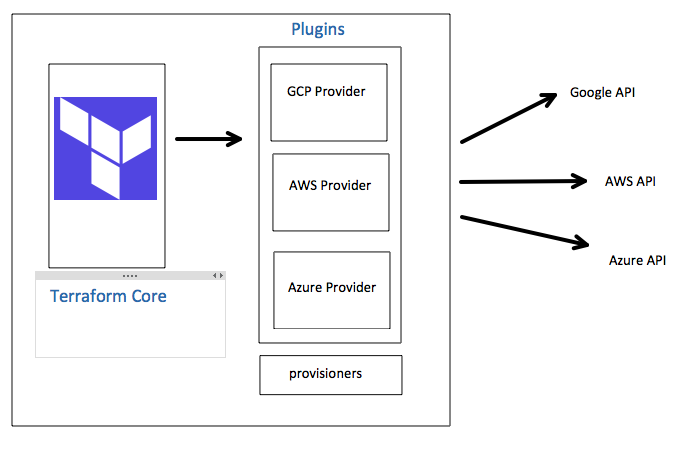 Plugins
GCP Provider
Google API
AWS Provider
AWS API
Azure Provider
Azure API
Terraform Core
provisioners